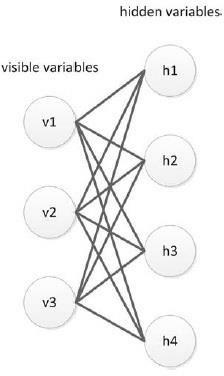 hidden variables
visible variables
h1
v1
h2
v2
h3
v3
h4